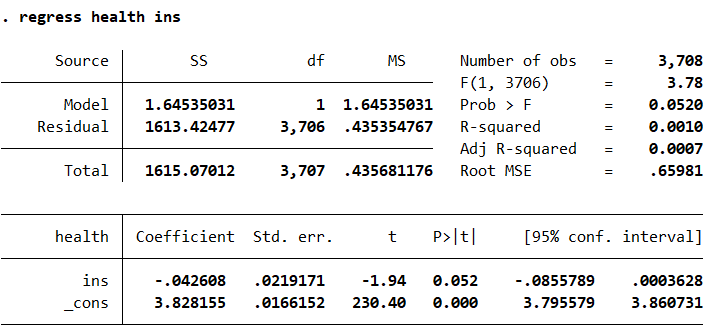 . regress health ins
Source SS df MS Number of obs = 3,708
F(1, 3706) = 3.78
Model 1.64535031 1 1.64535031 Prob > F = 0.0520
Residual 1613.42477 3,706 .435354767 R-squared = 0.0010
Adj R-squared = 0.0007
Total 1615.07012 3,707 .435681176 Root MSE = .65981
health Coefficient Std. err. t P>|t| [95% conf. interval]
ins -.042608 .0219171 -1.94 0.052 -.0855789 .0003628
_cons 3.828155 .0166152 230.40 0.000 3.795579 3.860731